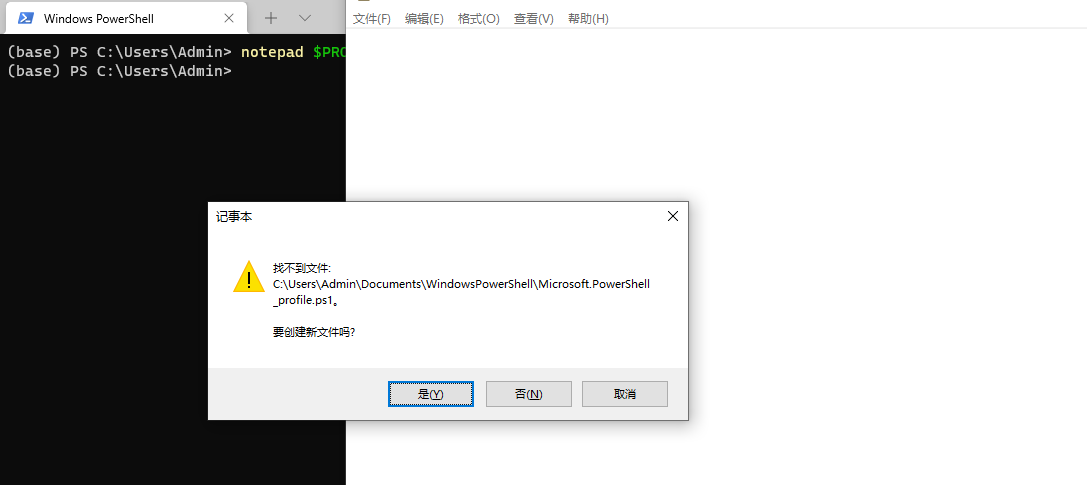 Windows PowerShell
文件(F) 编辑(E) 格式(O) 查看(V) 帮助(H)
(base) PS C:\Users\Admin> notepad $PRO
(base) PS C:\Users\Admin>
记事本
找不到文件:
C:\Users\Admin\Documents\WindowsPowerShell\Microsoft.PowerShell
_profile.ps1。
要创建新文件吗?
是(Y) 否(N) 取消